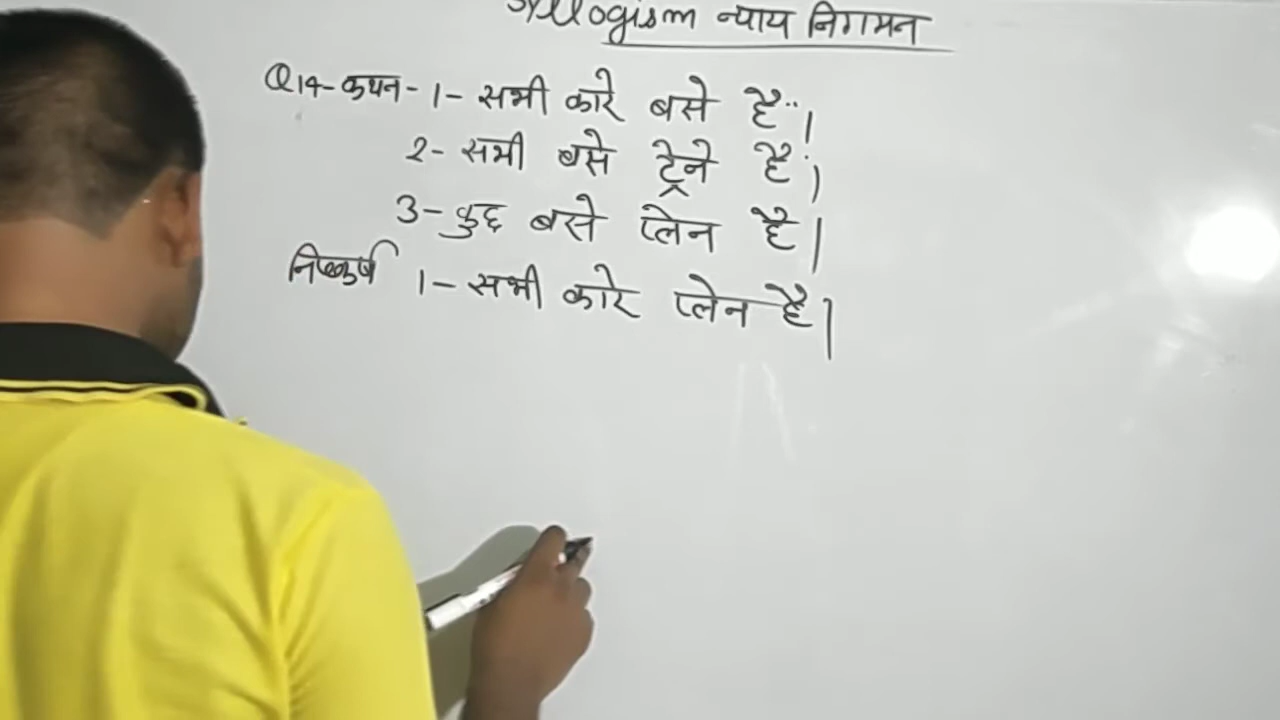 Syllogism न्याय निगमन
Q14- कथन - 1- सभी कारे बसे हैं।
2- सभी बसे ट्रेने हैं।
3- कुछ बसे प्लेन है।
निष्कर्ष 1- सभी कारे प्लेन है।